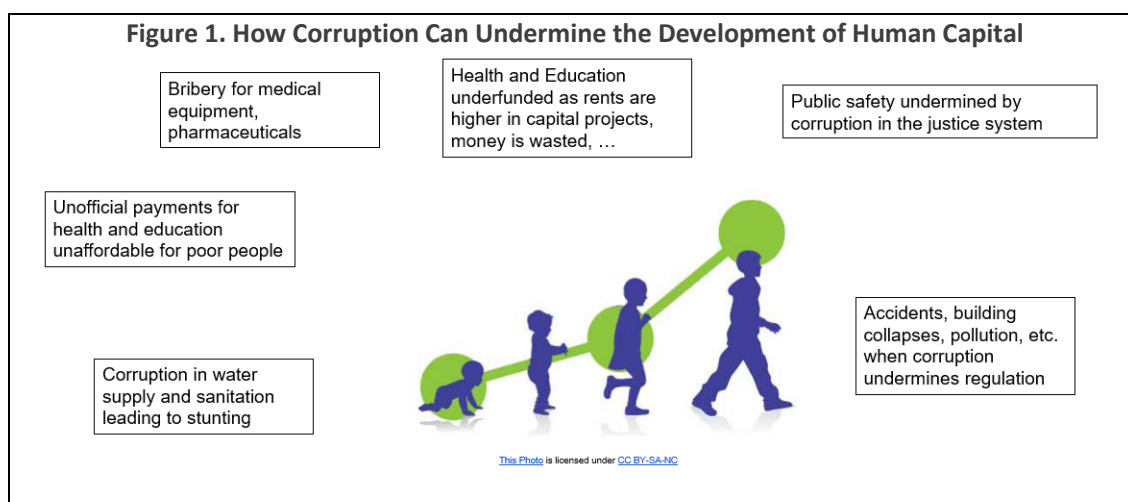 Figure 1. How Corruption Can Undermine the Development of Human Capital
Bribery for medical
equipment,
pharmaceuticals
Health and Education
underfunded as rents are
higher in capital projects,
money is wasted, …
Public safety undermined by
corruption in the justice system
Unofficial payments for
health and education
unaffordable for poor people
Accidents, building
collapses, pollution, etc.
when corruption
undermines regulation
Corruption in water
supply and sanitation
leading to stunting
This Photo is licensed under CC BY-SA-NC